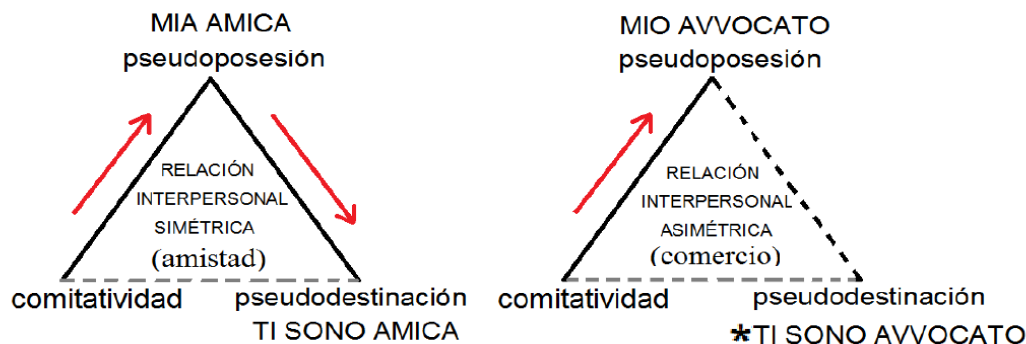 MIA AMICA
pseudoposesión
RELACIÓN
INTERPERSONAL
SIMÉTRICA
(amistad)
comitatividad
pseudodestinación
TI SONO AMICA
MIO AVVOCATO
pseudoposesión
RELACIÓN
INTERPERSONAL
ASIMÉTRICA
(comercio)
comitatividad
pseudodestinación
*TI SONO AVVOCATO